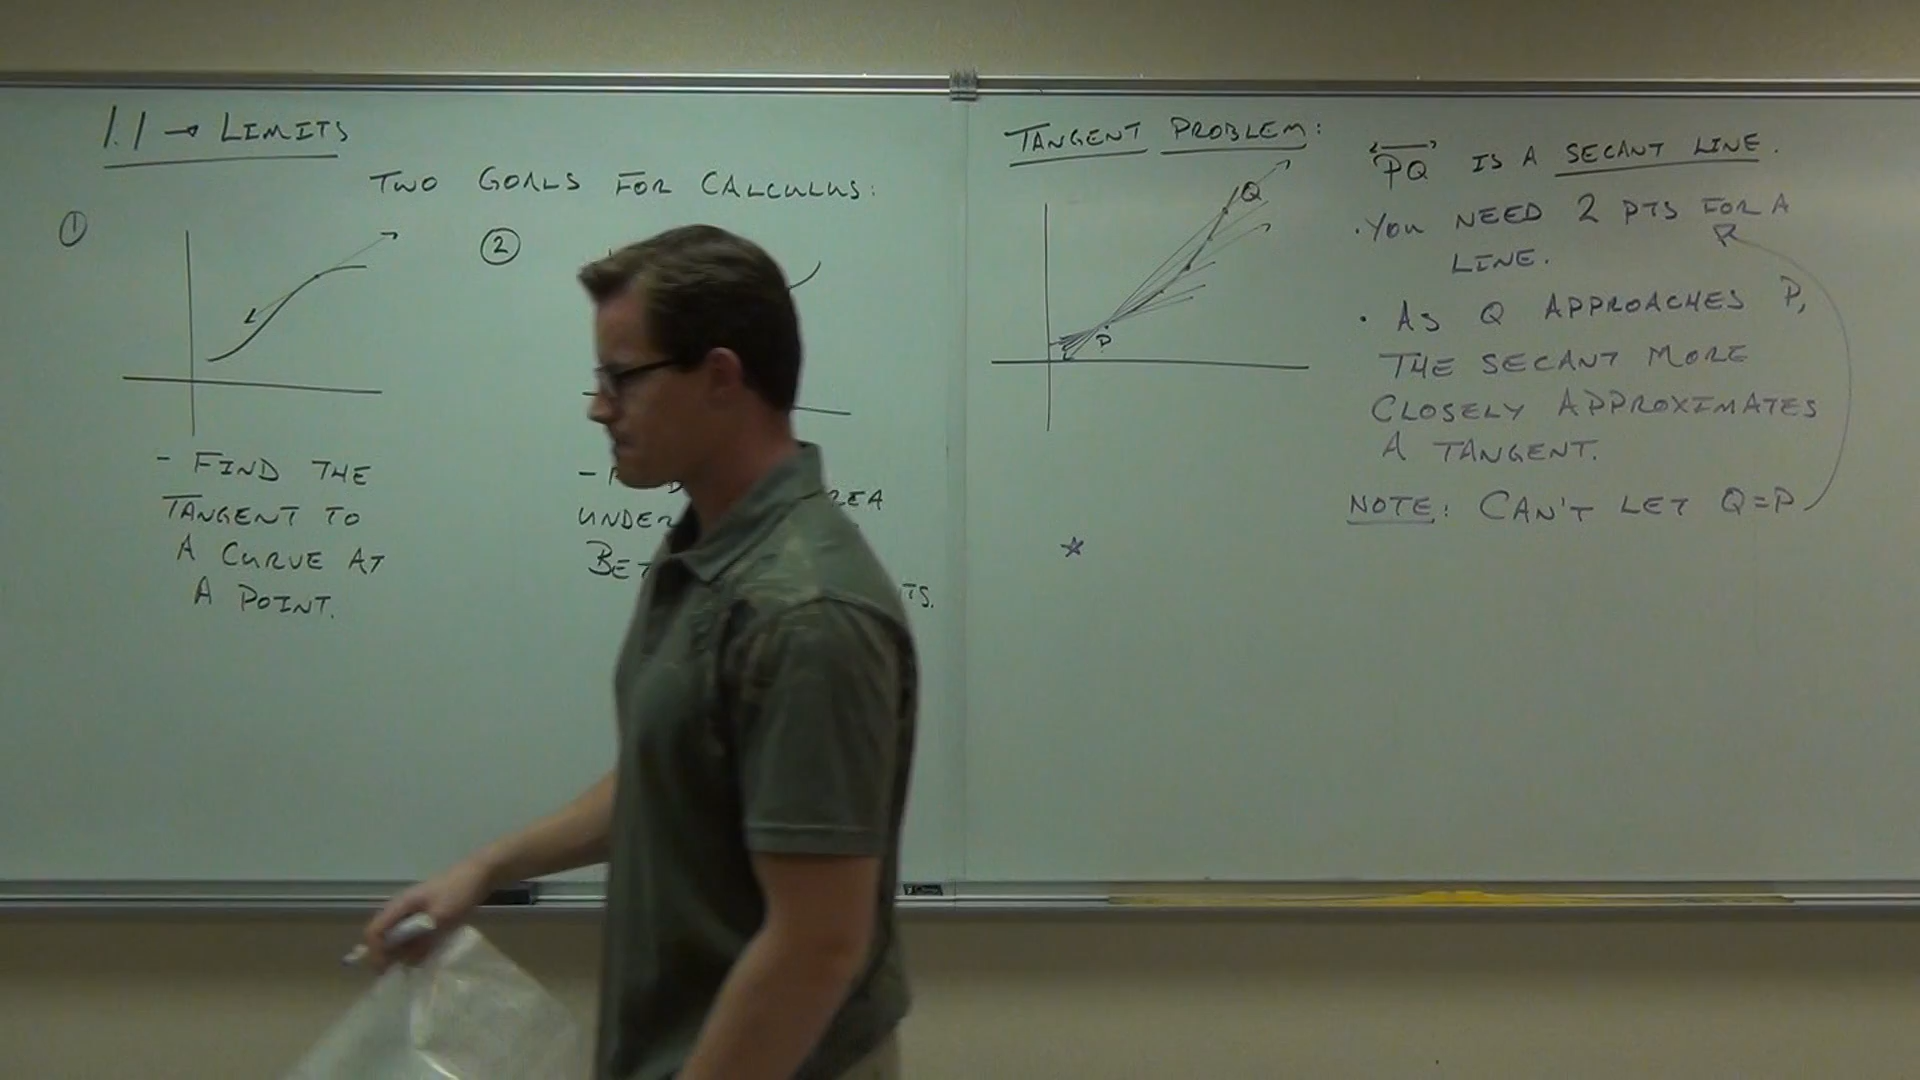 1.1 → LIMITS
TWO GOALS FOR CALCULUS:
①
- FIND THE
TANGENT TO
A CURVE AT
A POINT.
②
UNDER
TANGENT PROBLEM:
Q
P
PQ IS A SECANT LINE.
• YOU NEED 2 PTS FOR A
LINE.
• AS Q APPROACHES P,
THE SECANT MORE
CLOSELY APPROXIMATES
A TANGENT.
NOTE: CAN'T LET Q=P
☆